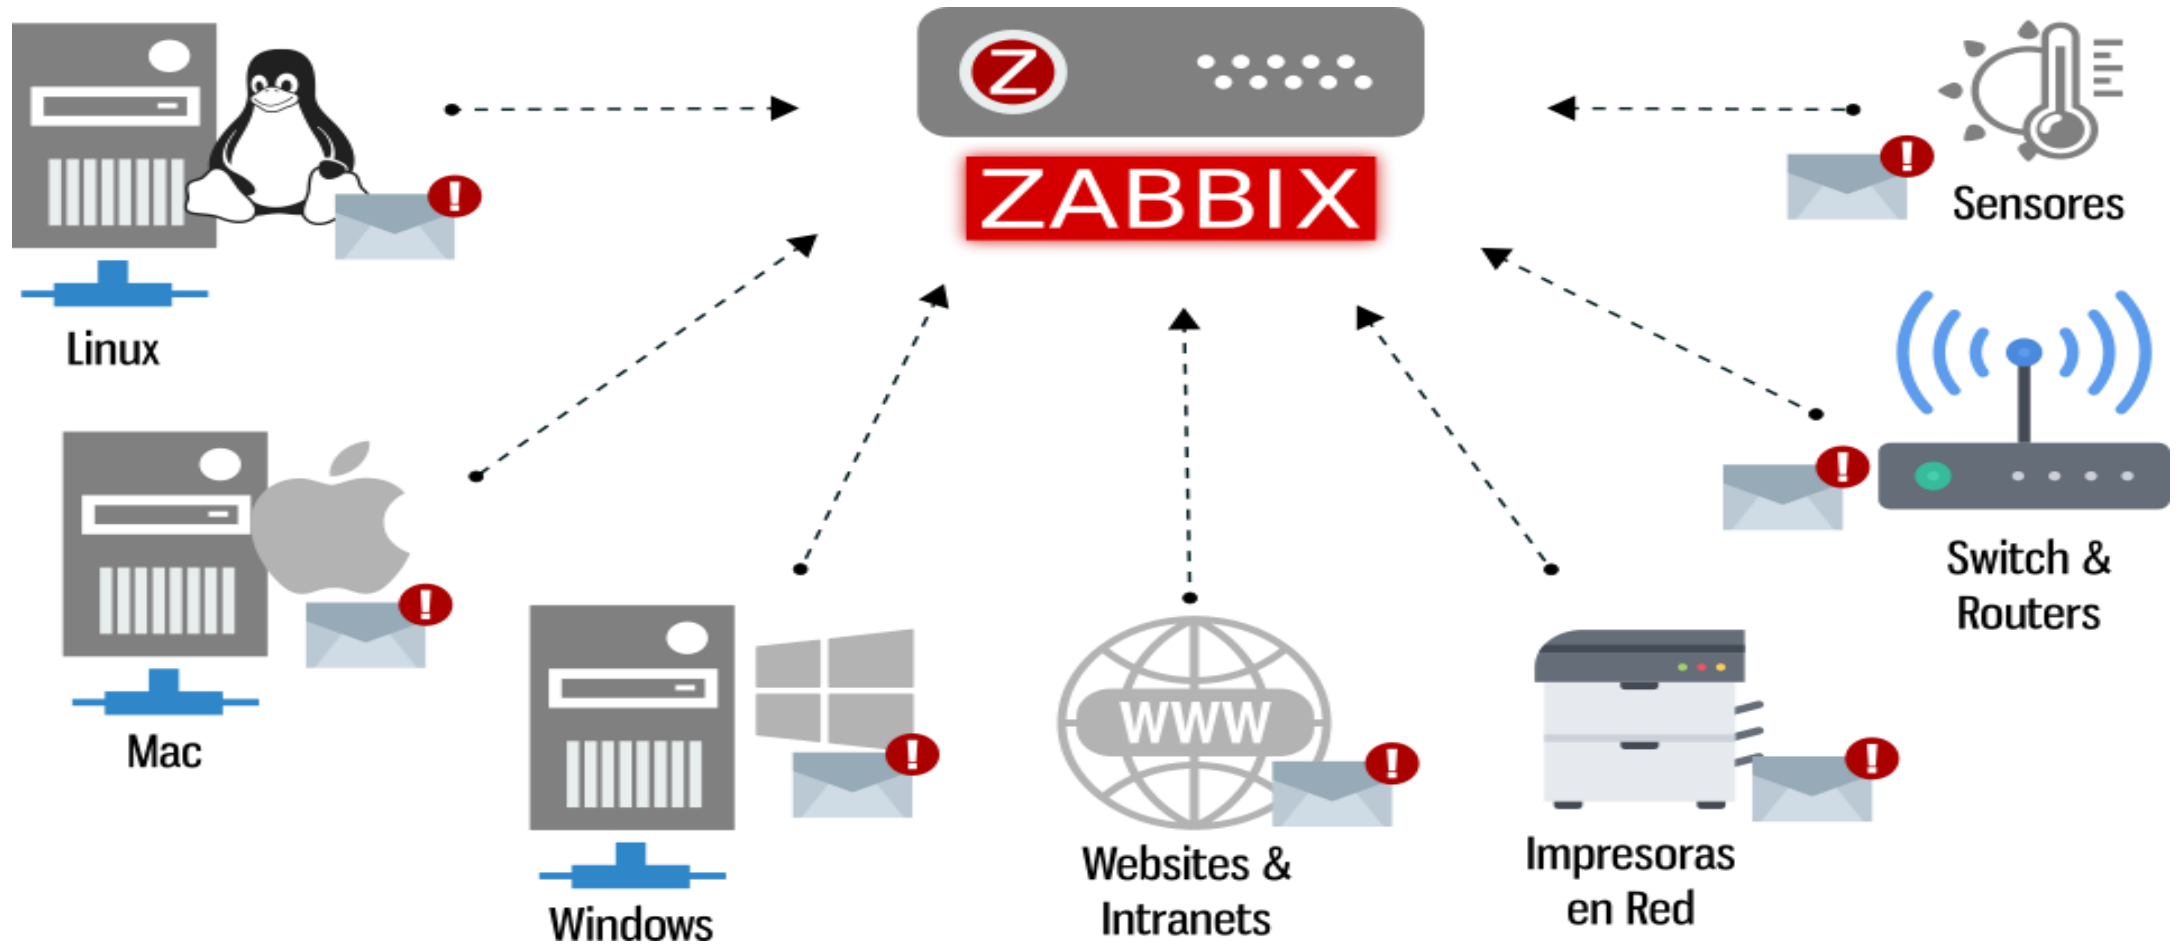 Z
ZABBIX
Sensores
Linux
Switch &
Routers
Mac
WWW
Windows
Websites &
Intranets
Impresoras
en Red
!
!
!
!
!
!
!